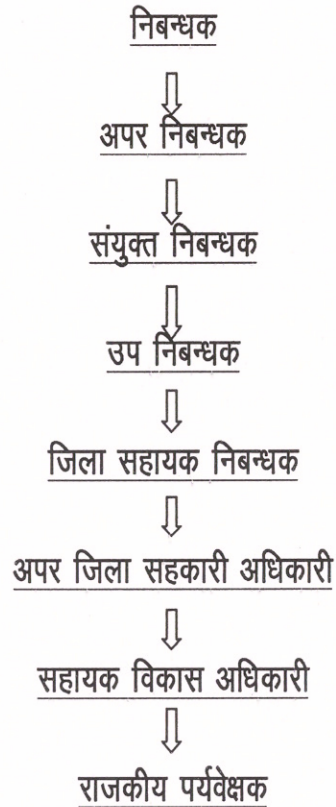 निबन्धक
अपर निबन्धक
संयुक्त निबन्धक
उप निबन्धक
जिला सहायक निबन्धक
अपर जिला सहकारी अधिकारी
सहायक विकास अधिकारी
राजकीय पर्यवेक्षक